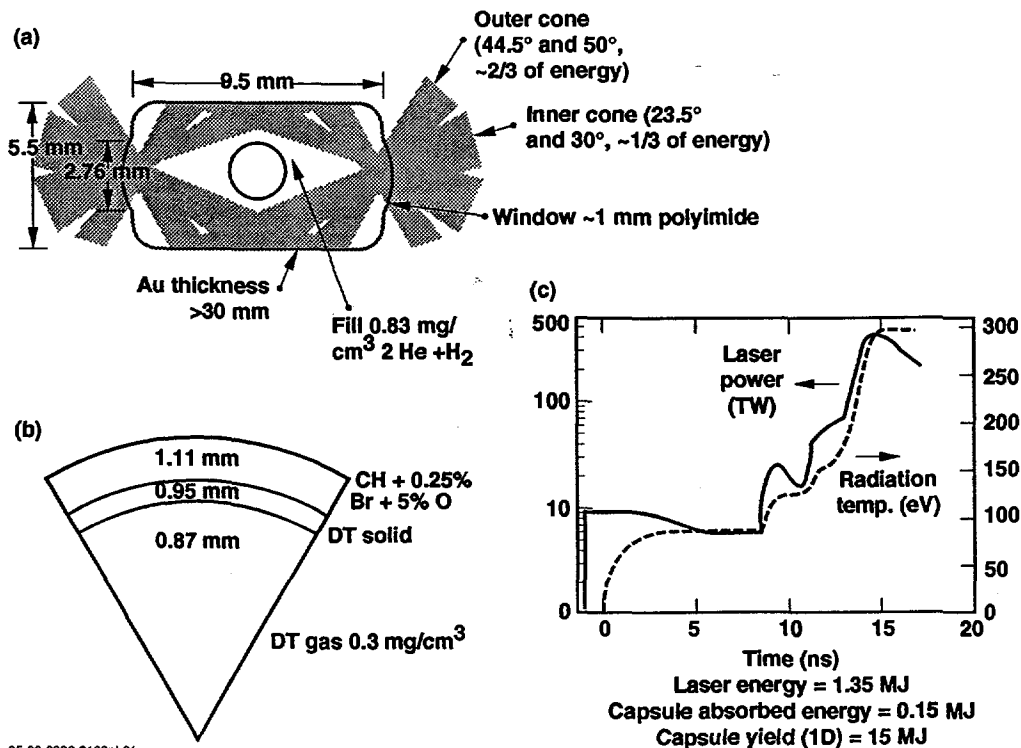 (a)
Outer cone
(44.5° and 50°,
~2/3 of energy)
9.5 mm
Inner cone (23.5°
and 30°, ~1/3 of energy)
5.5 mm
2.76 mm
Window ~1 mm polyimide
Au thickness
>30 mm
Fill 0.83 mg/
cm³ 2 He +H₂
(b)
1.11 mm
CH + 0.25%
Br + 5% O
0.95 mm
DT solid
0.87 mm
DT gas 0.3 mg/cm³
(c)
500
100
10
0
Laser
power
(TW)
Radiation
temp. (eV)
300
250
200
150
100
50
0
0
5
10
15
20
Time (ns)
Laser energy = 1.35 MJ
Capsule absorbed energy = 0.15 MJ
Capsule yield (1D) = 15 MJ